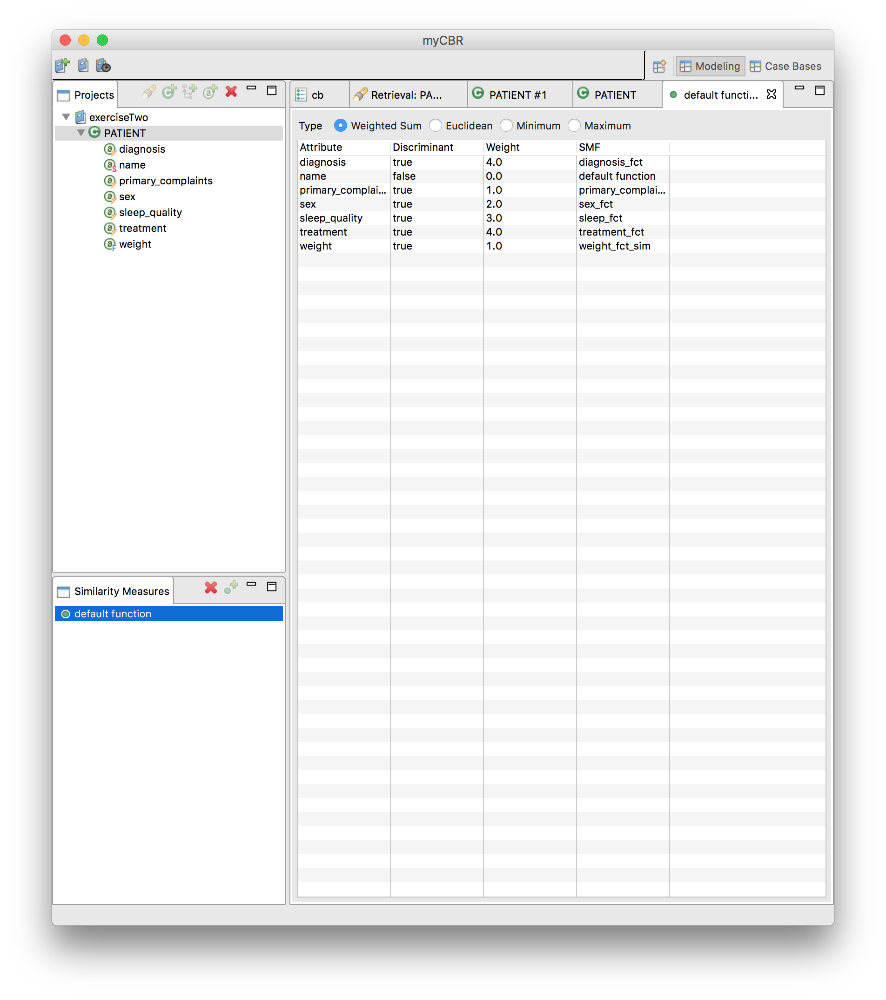 myCBR
Modeling Case Bases
Projects
cb Retrieval: PA... PATIENT #1 PATIENT default functi...
exerciseTwo
PATIENT
diagnosis
name
primary_complaints
sex
sleep_quality
treatment
weight
Type Weighted Sum Euclidean Minimum Maximum
Attribute Discriminant Weight SMF
diagnosis true 4.0 diagnosis_fct
name false 0.0 default function
primary_complai... true 1.0 primary_complai...
sex true 2.0 sex_fct
sleep_quality true 3.0 sleep_fct
treatment true 4.0 treatment_fct
weight true 1.0 weight_fct_sim
Similarity Measures
default function